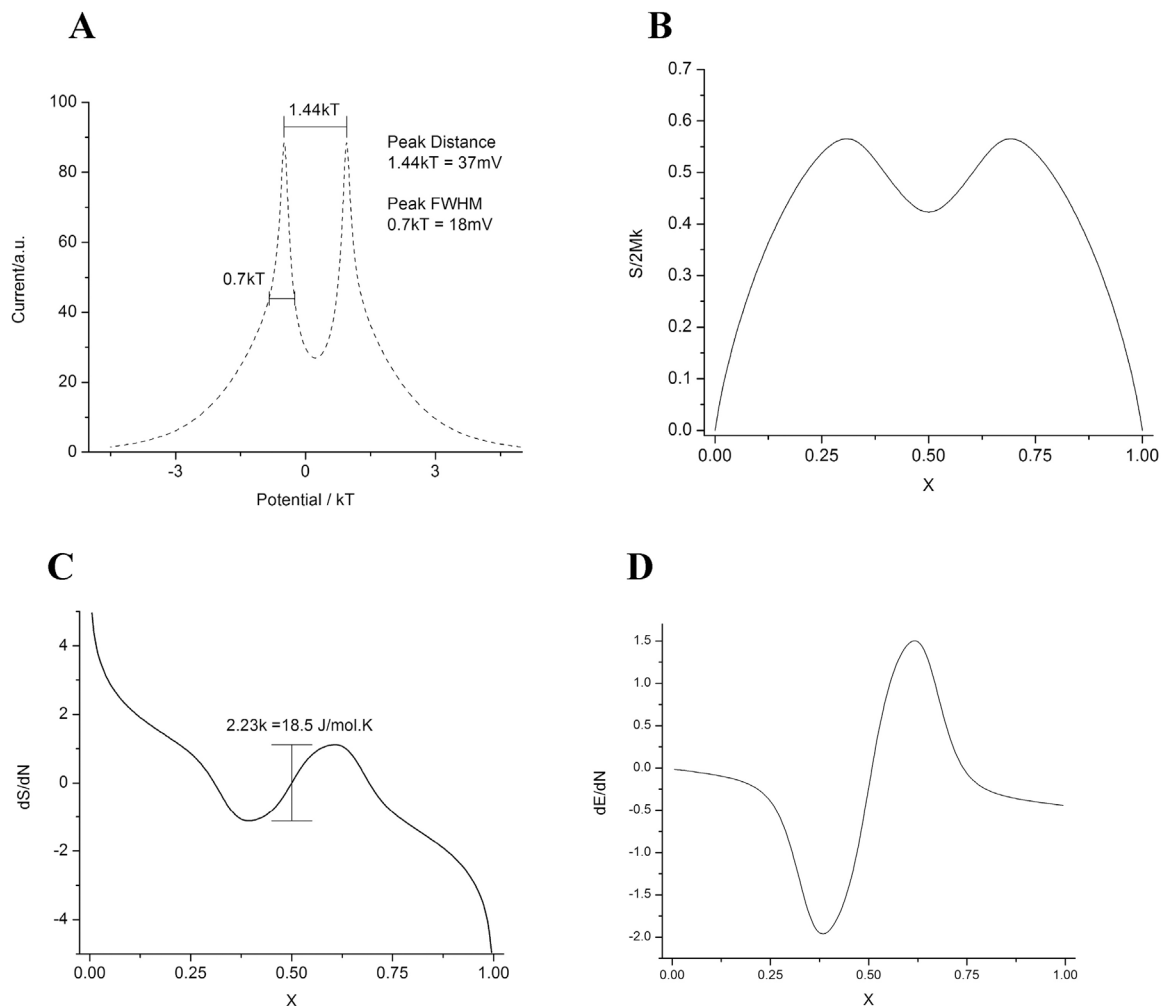 A
100
80
60
40
20
0
-3
0
3
Current/a.u.
Potential / kT
1.44kT
0.7kT
Peak Distance
1.44kT = 37mV
Peak FWHM
0.7kT = 18mV
B
0.7
0.6
0.5
0.4
0.3
0.2
0.1
0.0
0.00
0.25
0.50
0.75
1.00
S/2Mk
X
C
4
2
0
-2
-4
0.00
0.25
0.50
0.75
1.00
dS/dN
X
2.23k =18.5 J/mol.K
D
1.5
1.0
0.5
0.0
-0.5
-1.0
-1.5
-2.0
0.00
0.25
0.50
0.75
1.00
dE/dN
X